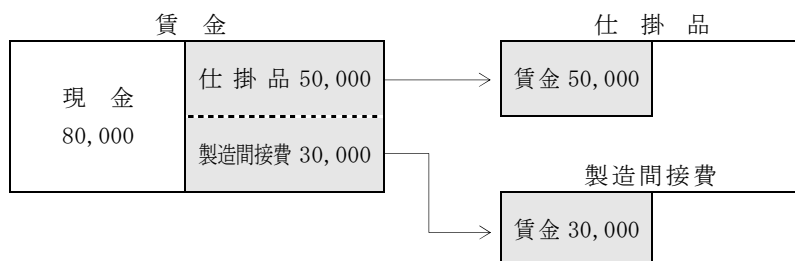 賃 金
仕 掛 品
現 金
80,000
仕 掛 品 50,000
製造間接費 30,000
賃金 50,000
製造間接費
賃金 30,000